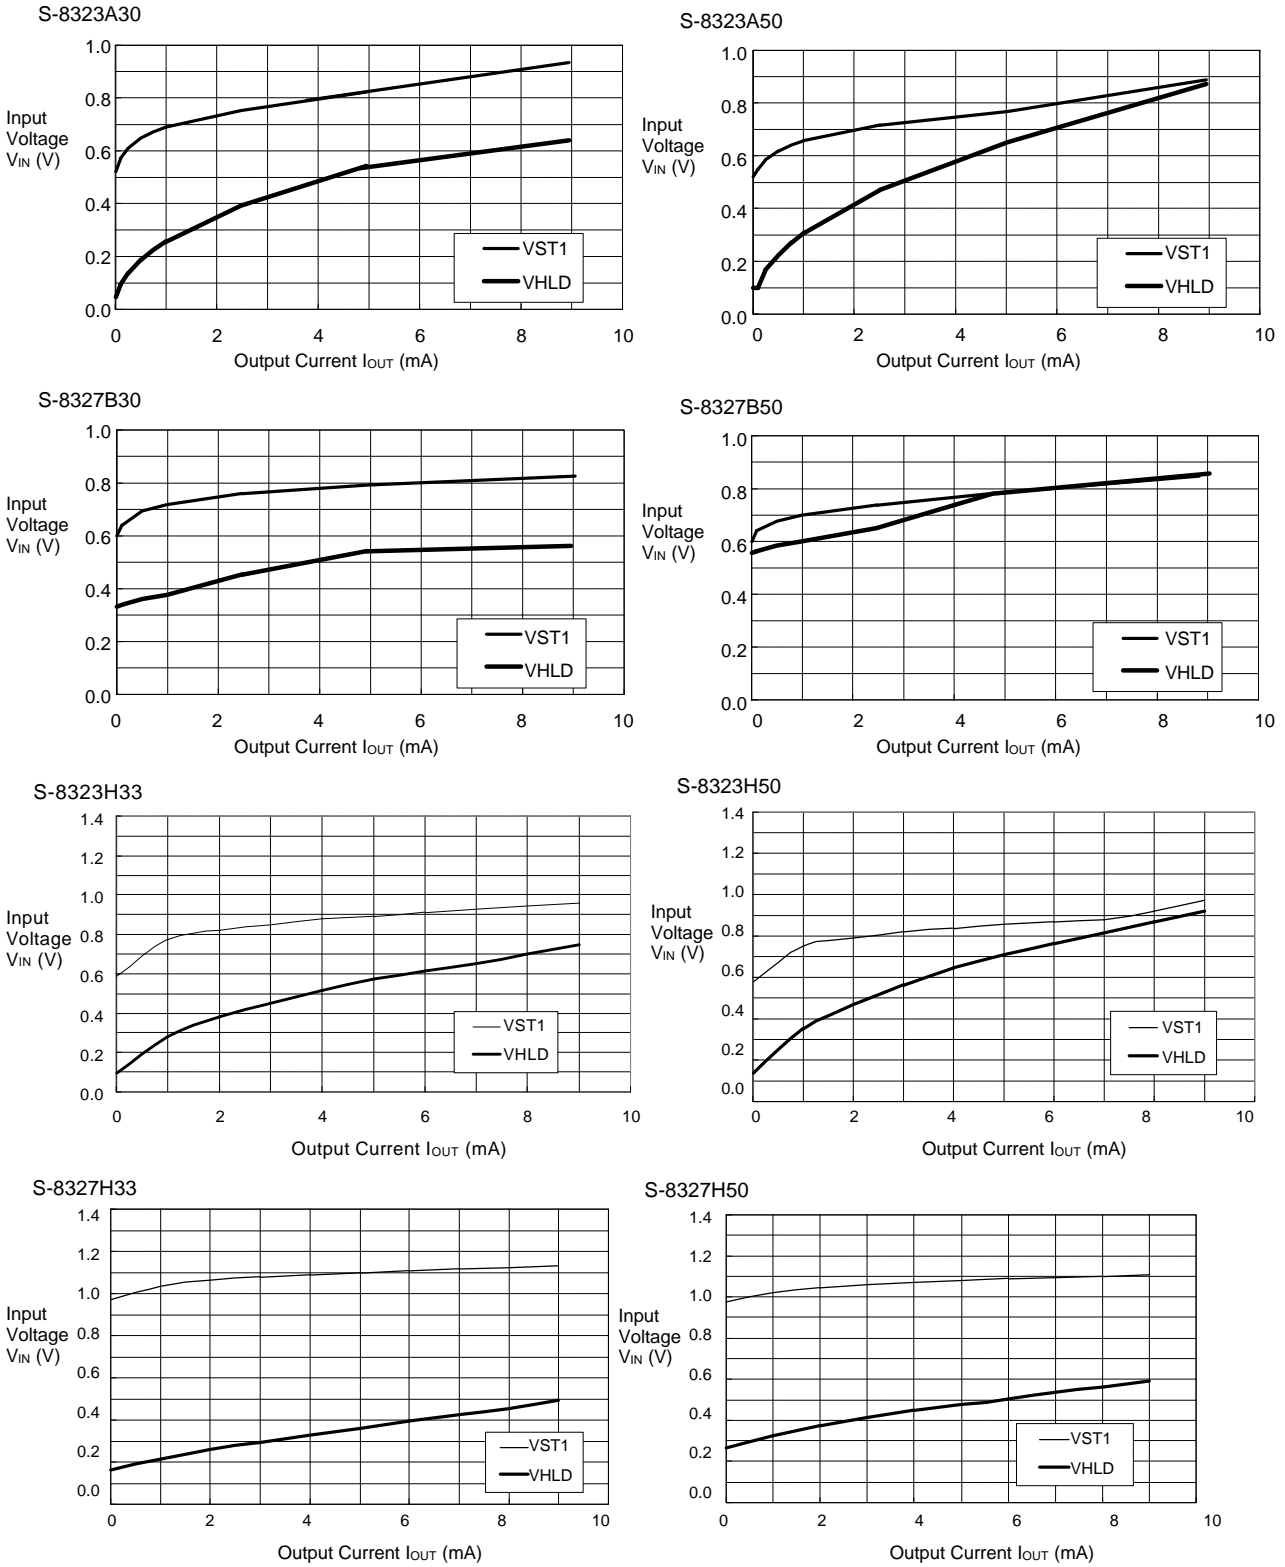 S-8323A30
1.0
0.8
0.6
0.4
0.2
0.0
Input
Voltage
VIN (V)
VST1
VHLD
0 2 4 6 8 10
Output Current IOUT (mA)
S-8323A50
1.0
0.8
0.6
0.4
0.2
0.0
Input
Voltage
VIN (V)
VST1
VHLD
0 2 4 6 8 10
Output Current IOUT (mA)
S-8327B30
1.0
0.8
0.6
0.4
0.2
0.0
Input
Voltage
VIN (V)
VST1
VHLD
0 2 4 6 8 10
Output Current IOUT (mA)
S-8327B50
1.0
0.8
0.6
0.4
0.2
0.0
Input
Voltage
VIN (V)
VST1
VHLD
0 2 4 6 8 10
Output Current IOUT (mA)
S-8323H33
1.4
1.2
1.0
0.8
0.6
0.4
0.2
0.0
Input
Voltage
VIN (V)
VST1
VHLD
0 2 4 6 8 10
Output Current IOUT (mA)
S-8323H50
1.4
1.2
1.0
0.8
0.6
0.4
0.2
0.0
Input
Voltage
VIN (V)
VST1
VHLD
0 2 4 6 8 10
Output Current IOUT (mA)
S-8327H33
1.4
1.2
1.0
0.8
0.6
0.4
0.2
0.0
Input
Voltage
VIN (V)
VST1
VHLD
0 2 4 6 8 10
Output Current IOUT (mA)
S-8327H50
1.4
1.2
1.0
0.8
0.6
0.4
0.2
0.0
Input
Voltage
VIN (V)
VST1
VHLD
0 2 4 6 8 10
Output Current IOUT (mA)